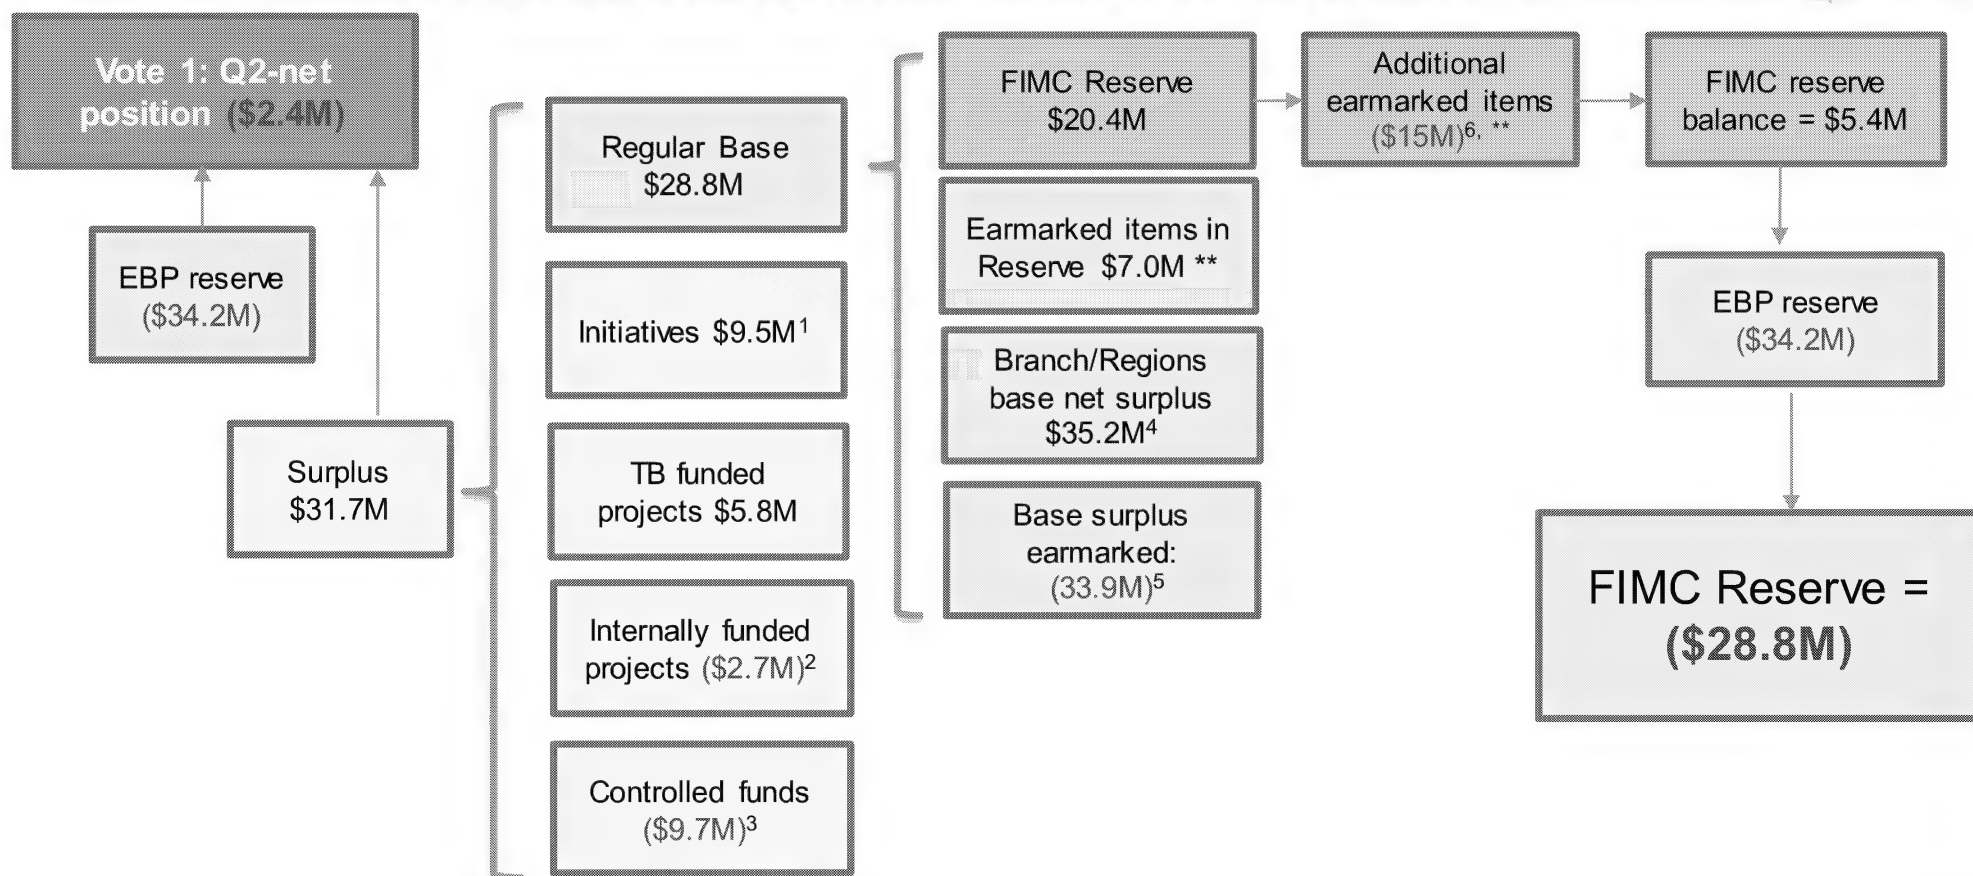 Vote 1: Q2-net
position ($2.4M)
EBP reserve
($34.2M)
Surplus
$31.7M
Regular Base
$28.8M
Initiatives $9.5M¹
TB funded
projects $5.8M
Internally funded
projects ($2.7M)²
Controlled funds
($9.7M)³
FIMC Reserve
$20.4M
Earmarked items in
Reserve $7.0M **
Branch/Regions
base net surplus
$35.2M⁴
Base surplus
earmarked:
(33.9M)⁵
Additional
earmarked items
($15M)⁶, **
FIMC reserve
balance = $5.4M
EBP reserve
($34.2M)
FIMC Reserve =
($28.8M)